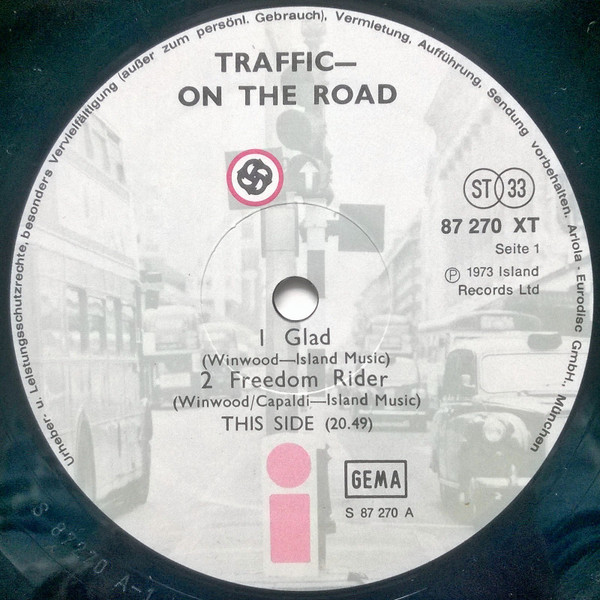 Urheber- u. Leistungsschutzrechte, besonders Vervielfältigung (außer zum persönl. Gebrauch), Vermietung, Aufführung, Sendung vorbehalten. Ariola - Eurodisc GmbH., München
TRAFFIC—
ON THE ROAD
ST 33
87 270 XT
Seite 1
Ⓟ 1973 Island
Records Ltd
1 Glad
(Winwood—Island Music)
2 Freedom Rider
(Winwood/Capaldi—Island Music)
THIS SIDE (20.49)
i
GEMA
S 87 270 A
S 87270 A-1